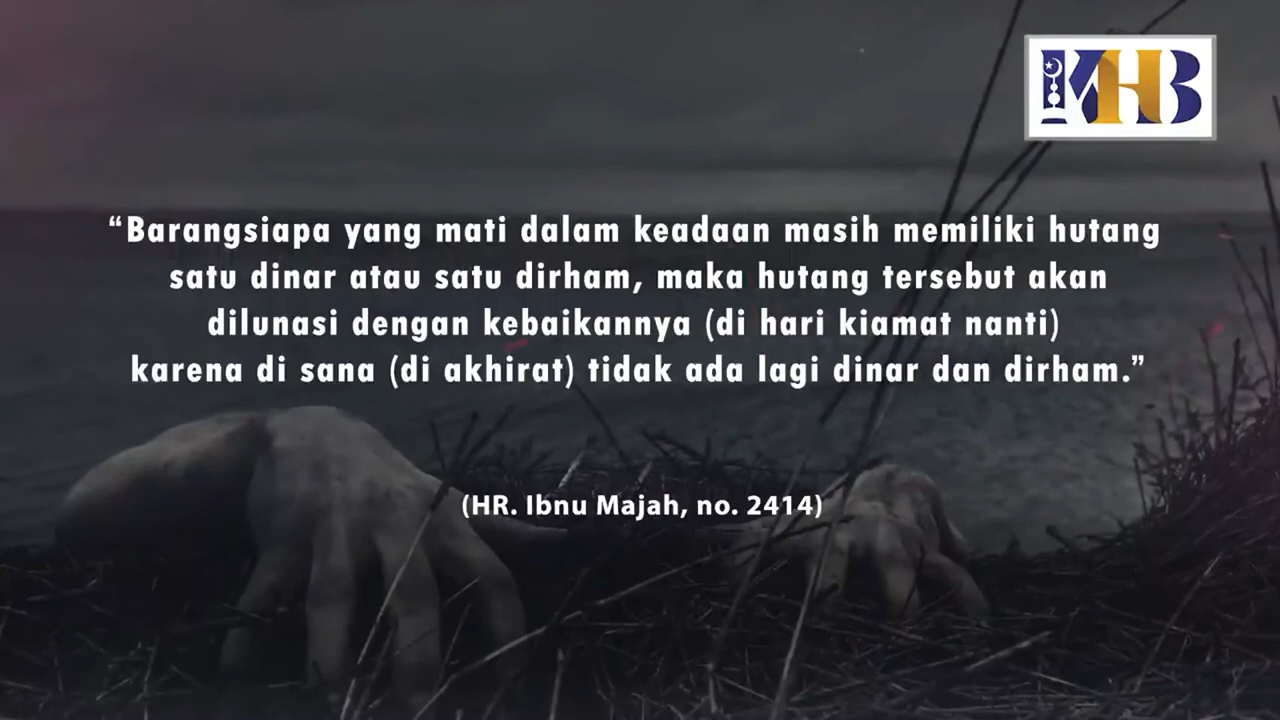 KHB
“Barangsiapa yang mati dalam keadaan masih memiliki hutang
satu dinar atau satu dirham, maka hutang tersebut akan
dilunasi dengan kebaikannya (di hari kiamat nanti)
karena di sana (di akhirat) tidak ada lagi dinar dan dirham.”
(HR. Ibnu Majah, no. 2414)